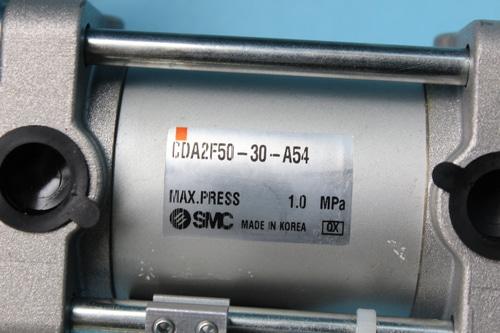 CDA2F50-30-A54
MAX.PRESS 1.0 MPa
SMC MADE IN KOREA QX